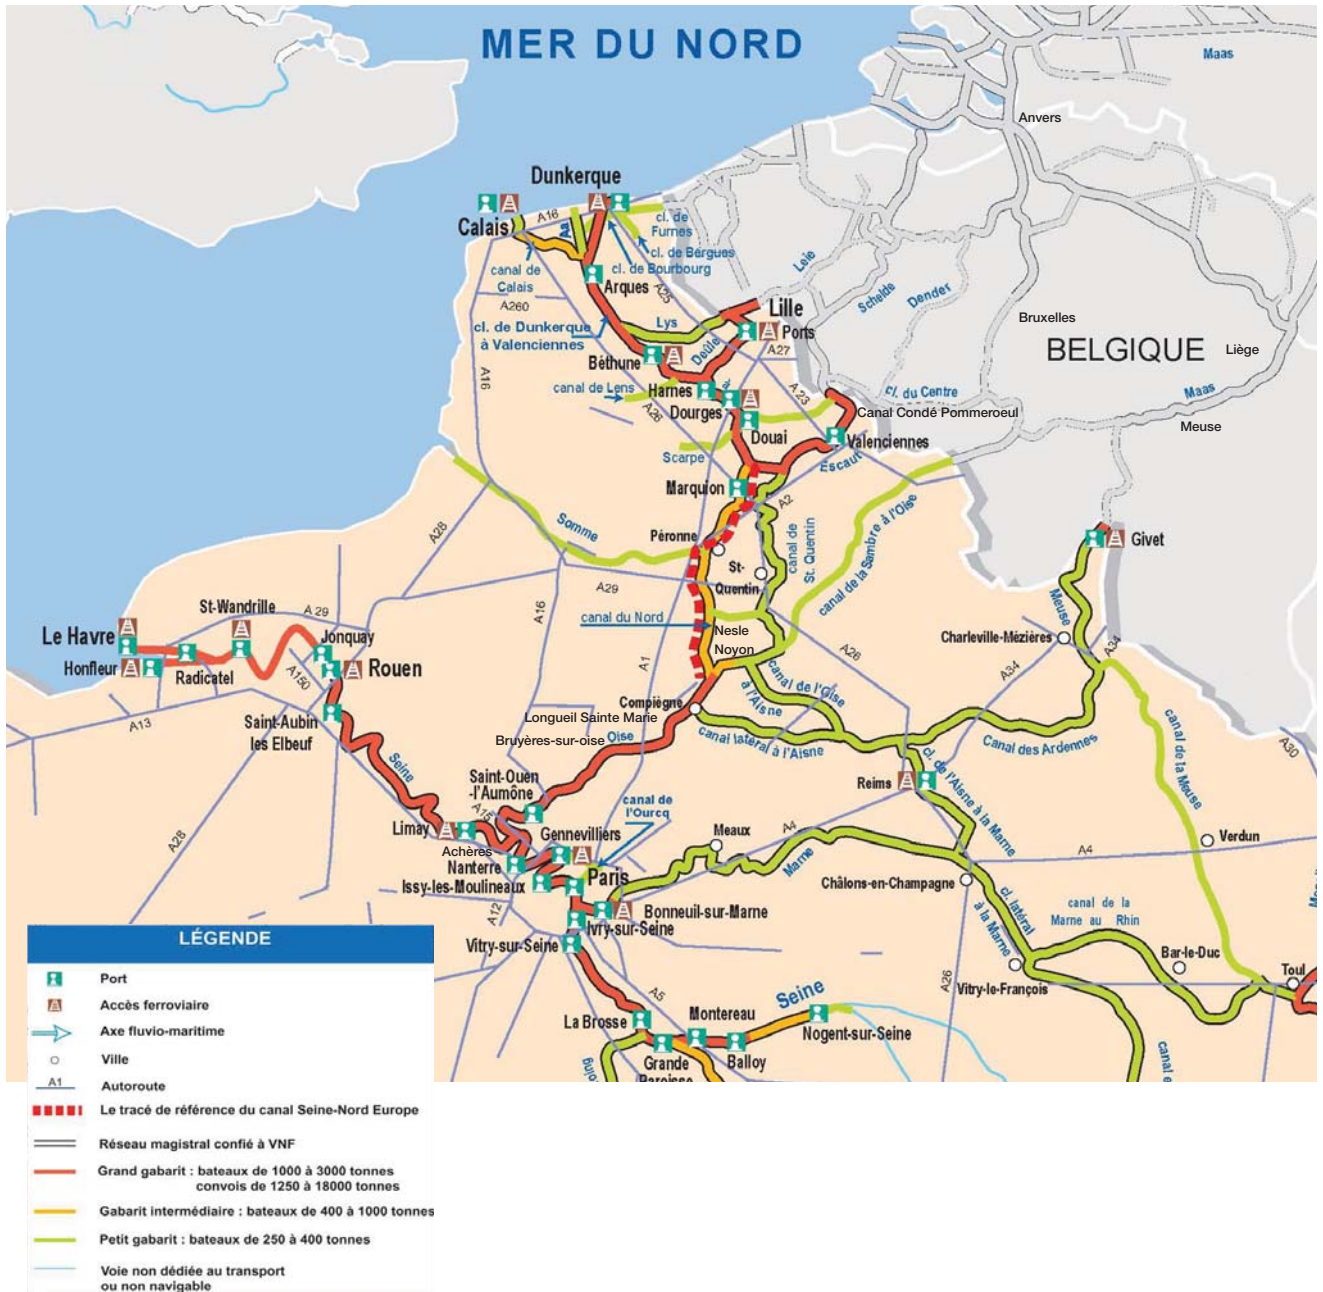 MER DU NORD
Maas
Anvers
Dunkerque
Calais
A16
Aa
cl. de
Furnes
cl. de Bergues
cl. de Bourbourg
canal de
Calais
Arques
A25
A260
Leie
Schelde
Dender
Bruxelles
BELGIQUE
Liège
Lille
Ports
Lys
Deûle
cl. de Dunkerque
à Valenciennes
A27
Béthune
A16
canal de Lens
Harnes
A26
Dourges
A23
cl. du Centre
Maas
Canal Condé Pommeroeul
Meuse
Douai
Valenciennes
Scarpe
Escaut
Marquion
A2
Somme
A28
Péronne
St-
Quentin
canal de
St. Quentin
canal de la Sambre à l'Oise
Givet
A29
A16
canal du Nord
Nesle
Noyon
A1
A26
Meuse
Charleville-Mézières
A34
A34
St-Wandrille
A 29
Le Havre
Jonquay
Honfleur
Radicatel
A150
Rouen
A13
Saint-Aubin
les Elbeuf
Compiègne
canal de l'Oise
à l'Aisne
Longueil Sainte Marie
Bruyères-sur-oise
Oise
canal latéral à l'Aisne
Canal des Ardennes
canal de la Meuse
A30
Seine
Saint-Ouen
-l'Aumône
Reims
cl. de l'Aisne à la Marne
A28
A15
canal de
l'Ourcq
Limay
Gennevilliers
Meaux
A4
Verdun
Achères
Nanterre
Marne
A4
Issy-les-Moulineaux
Paris
Châlons-en-Champagne
A12
Bonneuil-sur-Marne
Ivry-sur-Seine
Vitry-sur-Seine
cl. latéral
à la Marne
canal de la
Marne au Rhin
Bar-le-Duc
Toul
A26
Vitry-le-François
A5
Seine
Montereau
La Brosse
Nogent-sur-Seine
Grande
Paroisse
Balloy
LÉGENDE
Port
Accès ferroviaire
Axe fluvio-maritime
Ville
A1
Autoroute
Le tracé de référence du canal Seine-Nord Europe
Réseau magistral confié à VNF
Grand gabarit : bateaux de 1000 à 3000 tonnes
convois de 1250 à 18000 tonnes
Gabarit intermédiaire : bateaux de 400 à 1000 tonnes
Petit gabarit : bateaux de 250 à 400 tonnes
Voie non dédiée au transport
ou non navigable